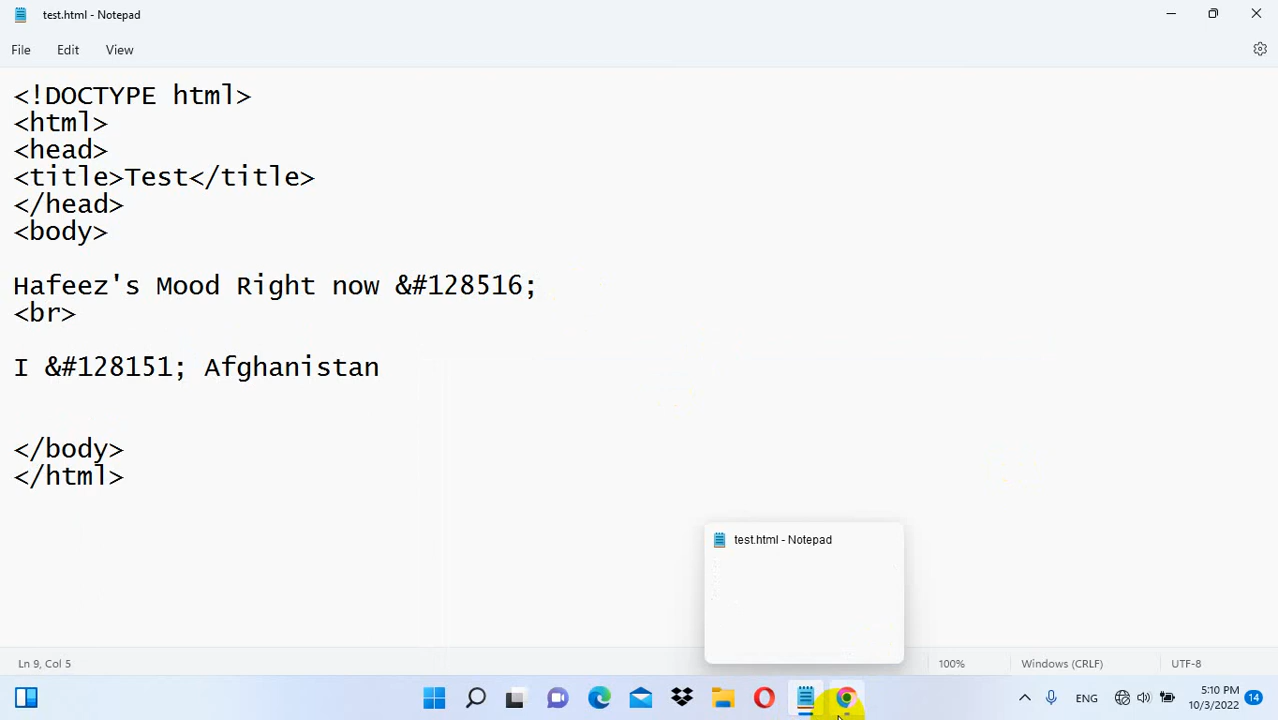 test.html - Notepad
File Edit View
<!DOCTYPE html>
<html>
<head>
<title>Test</title>
</head>
<body>
Hafeez's Mood Right now &#128516;
<br>
I &#128151; Afghanistan
</body>
</html>
test.html - Notepad
Ln 9, Col 5 100% Windows (CRLF) UTF-8
ENG 5:10 PM 14
10/3/2022